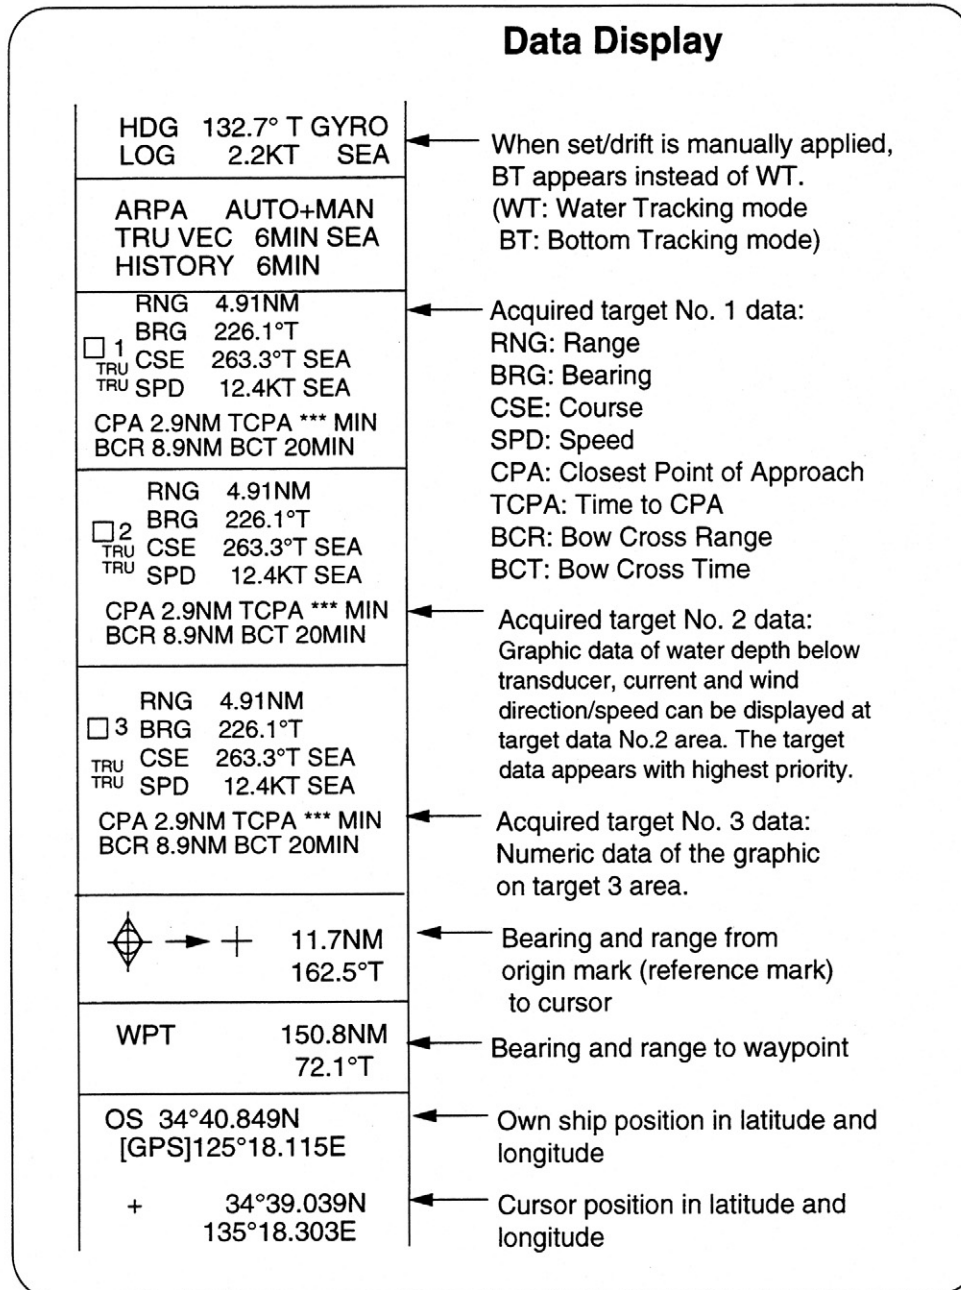 Data Display
HDG 132.7° T GYRO
LOG 2.2KT SEA
When set/drift is manually applied,
BT appears instead of WT.
(WT: Water Tracking mode
BT: Bottom Tracking mode)
ARPA AUTO+MAN
TRU VEC 6MIN SEA
HISTORY 6MIN
RNG 4.91NM
BRG 226.1°T
1
TRU CSE 263.3°T SEA
TRU SPD 12.4KT SEA
CPA 2.9NM TCPA *** MIN
BCR 8.9NM BCT 20MIN
Acquired target No. 1 data:
RNG: Range
BRG: Bearing
CSE: Course
SPD: Speed
CPA: Closest Point of Approach
TCPA: Time to CPA
BCR: Bow Cross Range
BCT: Bow Cross Time
RNG 4.91NM
BRG 226.1°T
2
TRU CSE 263.3°T SEA
TRU SPD 12.4KT SEA
CPA 2.9NM TCPA *** MIN
BCR 8.9NM BCT 20MIN
Acquired target No. 2 data:
Graphic data of water depth below
transducer, current and wind
direction/speed can be displayed at
target data No.2 area. The target
data appears with highest priority.
RNG 4.91NM
3 BRG 226.1°T
TRU CSE 263.3°T SEA
TRU SPD 12.4KT SEA
CPA 2.9NM TCPA *** MIN
BCR 8.9NM BCT 20MIN
Acquired target No. 3 data:
Numeric data of the graphic
on target 3 area.
11.7NM
162.5°T
Bearing and range from
origin mark (reference mark)
to cursor
WPT 150.8NM
72.1°T
Bearing and range to waypoint
OS 34°40.849N
[GPS]125°18.115E
Own ship position in latitude and
longitude
+ 34°39.039N
135°18.303E
Cursor position in latitude and
longitude